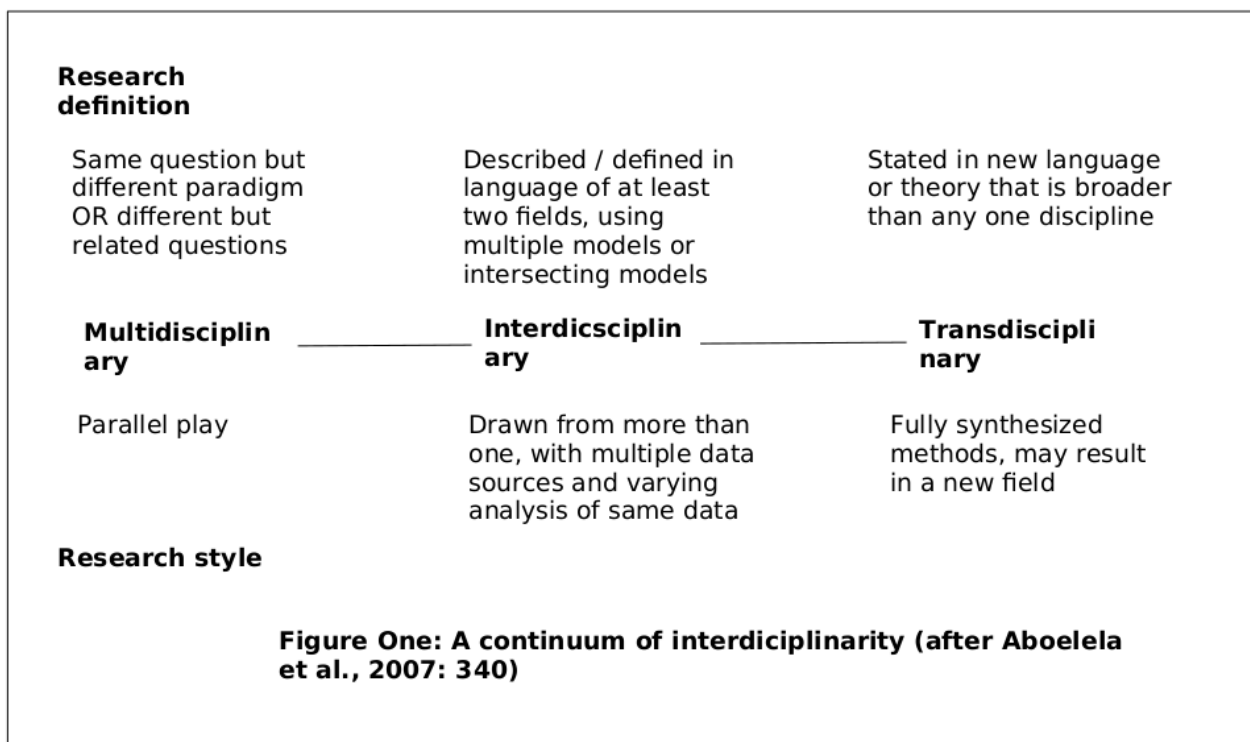 Research
definition
Same question but
different paradigm
OR different but
related questions
Described / defined in
language of at least
two fields, using
multiple models or
intersecting models
Stated in new language
or theory that is broader
than any one discipline
Multidisciplin
ary
Interdicsciplin
ary
Transdiscipli
nary
Parallel play
Drawn from more than
one, with multiple data
sources and varying
analysis of same data
Fully synthesized
methods, may result
in a new field
Research style
Figure One: A continuum of interdiciplinarity (after Aboelela
et al., 2007: 340)